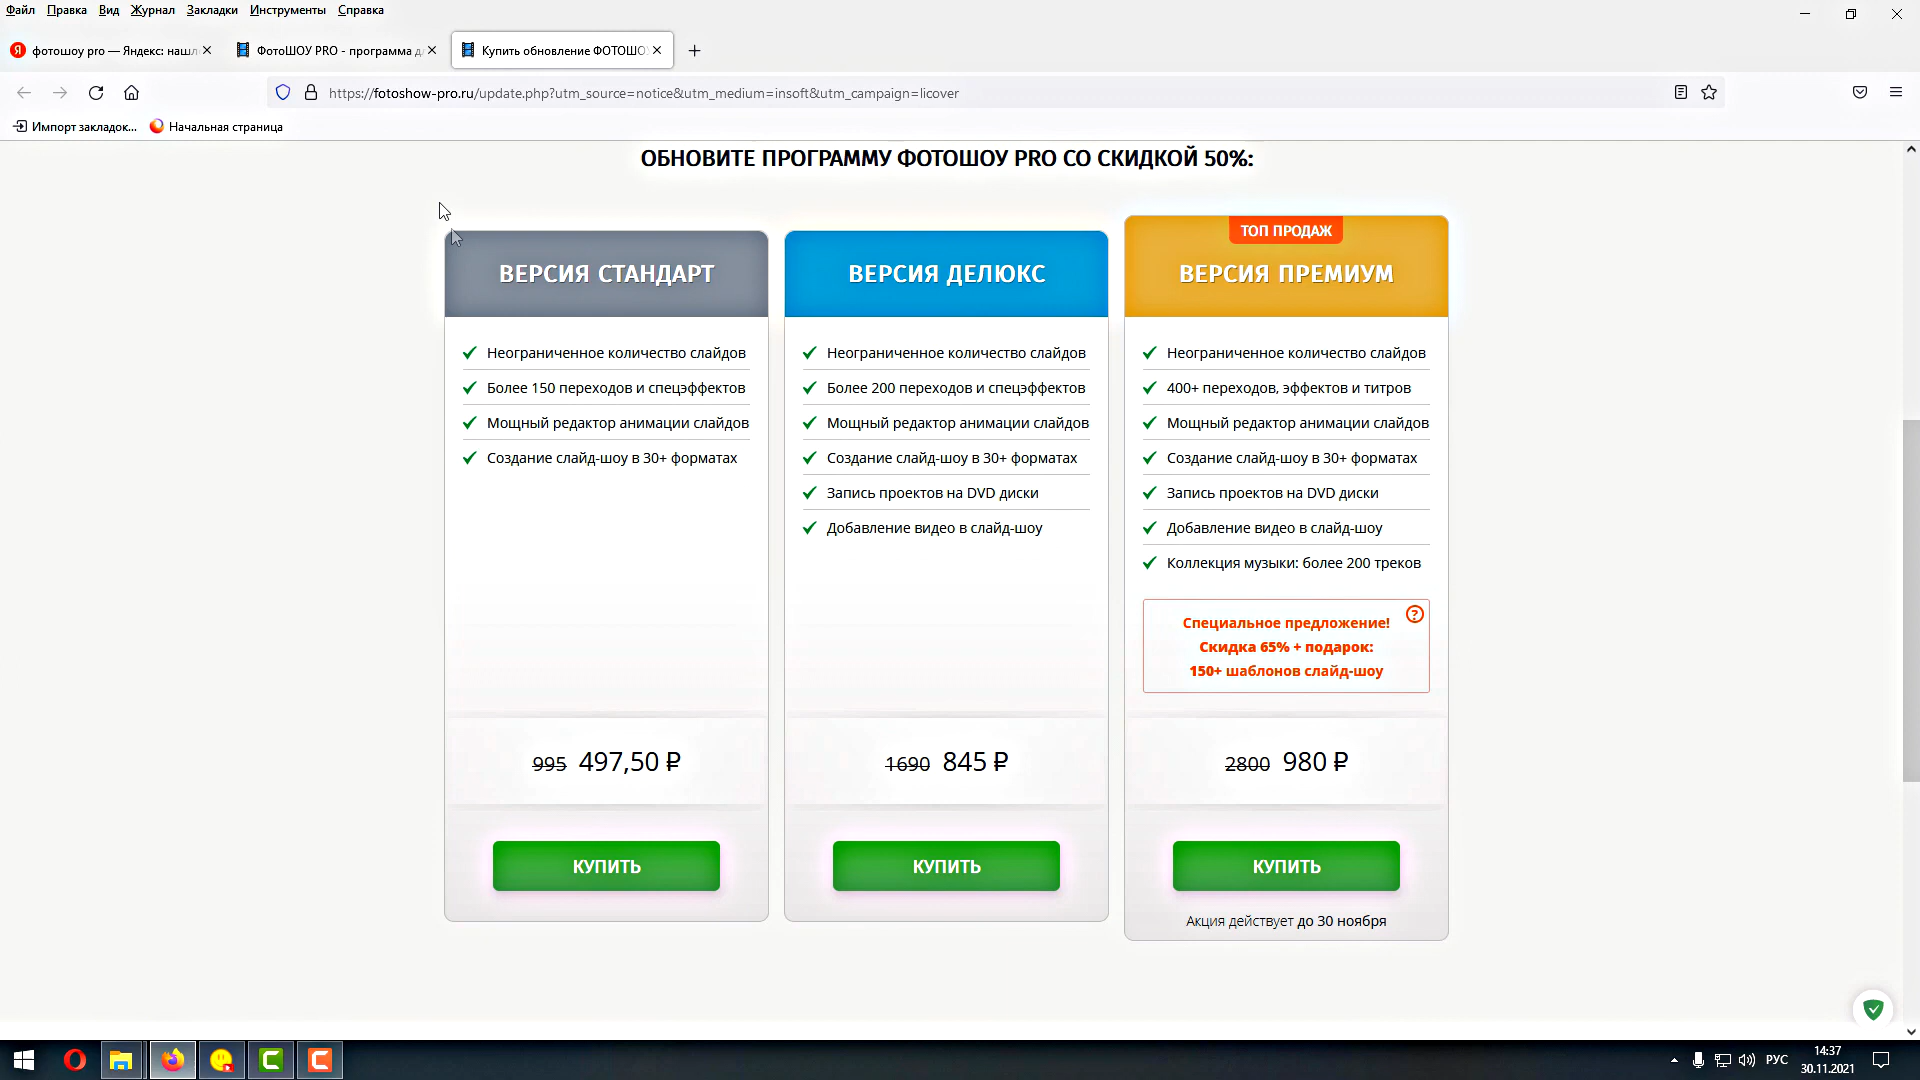 Файл Правка Вид Журнал Закладки Инструменты Справка
фотошоу pro — Яндекс: нашл
ФотоШОУ PRO - программа д
Купить обновление ФОТОШО
https://fotoshow-pro.ru/update.php?utm_source=notice&utm_medium=insoft&utm_campaign=licover
Импорт закладок... Начальная страница
ОБНОВИТЕ ПРОГРАММУ ФОТОШОУ PRO СО СКИДКОЙ 50%:
ВЕРСИЯ СТАНДАРТ
Неограниченное количество слайдов
Более 150 переходов и спецэффектов
Мощный редактор анимации слайдов
Создание слайд-шоу в 30+ форматах
995 497,50 ₽
КУПИТЬ
ВЕРСИЯ ДЕЛЮКС
Неограниченное количество слайдов
Более 200 переходов и спецэффектов
Мощный редактор анимации слайдов
Создание слайд-шоу в 30+ форматах
Запись проектов на DVD диски
Добавление видео в слайд-шоу
1690 845 ₽
КУПИТЬ
ТОП ПРОДАЖ
ВЕРСИЯ ПРЕМИУМ
Неограниченное количество слайдов
400+ переходов, эффектов и титров
Мощный редактор анимации слайдов
Создание слайд-шоу в 30+ форматах
Запись проектов на DVD диски
Добавление видео в слайд-шоу
Коллекция музыки: более 200 треков
Специальное предложение!
Скидка 65% + подарок:
150+ шаблонов слайд-шоу
2800 980 ₽
КУПИТЬ
Акция действует до 30 ноября
РУС
14:37
30.11.2021